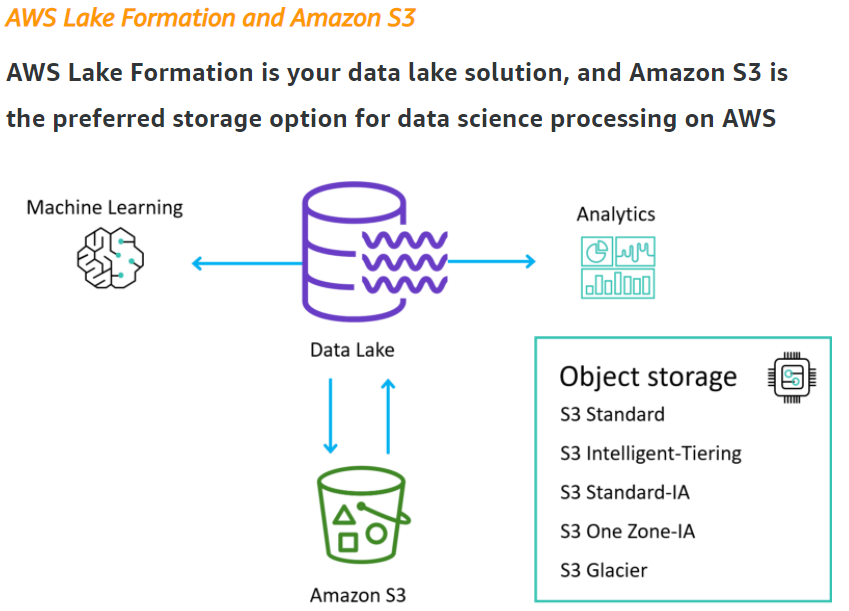 AWS Lake Formation and Amazon S3
AWS Lake Formation is your data lake solution, and Amazon S3 is
the preferred storage option for data science processing on AWS
Machine Learning
Analytics
Data Lake
Object storage
S3 Standard
S3 Intelligent-Tiering
S3 Standard-IA
S3 One Zone-IA
S3 Glacier
Amazon S3